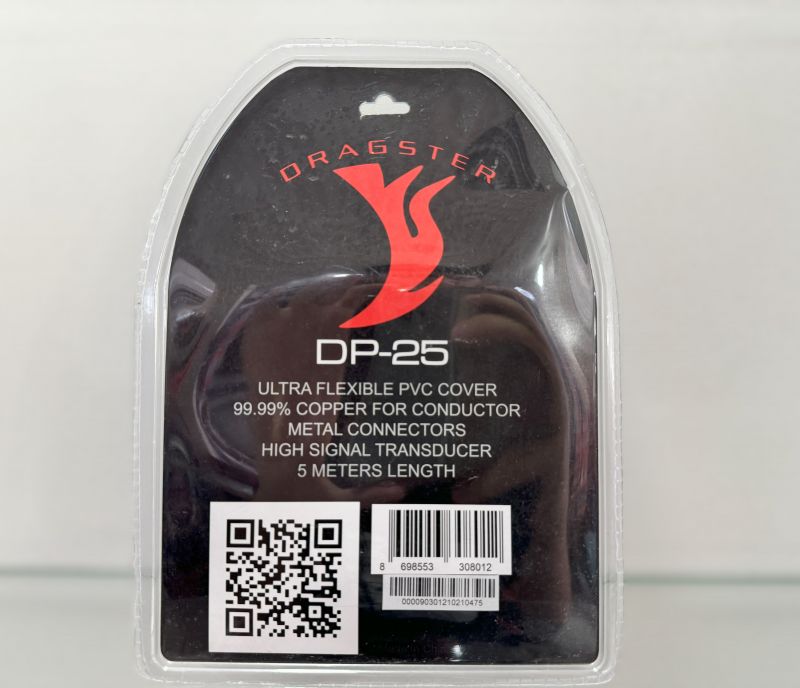 DRAGSTER
DP-25
ULTRA FLEXIBLE PVC COVER
99.99% COPPER FOR CONDUCTOR
METAL CONNECTORS
HIGH SIGNAL TRANSDUCER
5 METERS LENGTH
8 698553 308012
000090301210210475